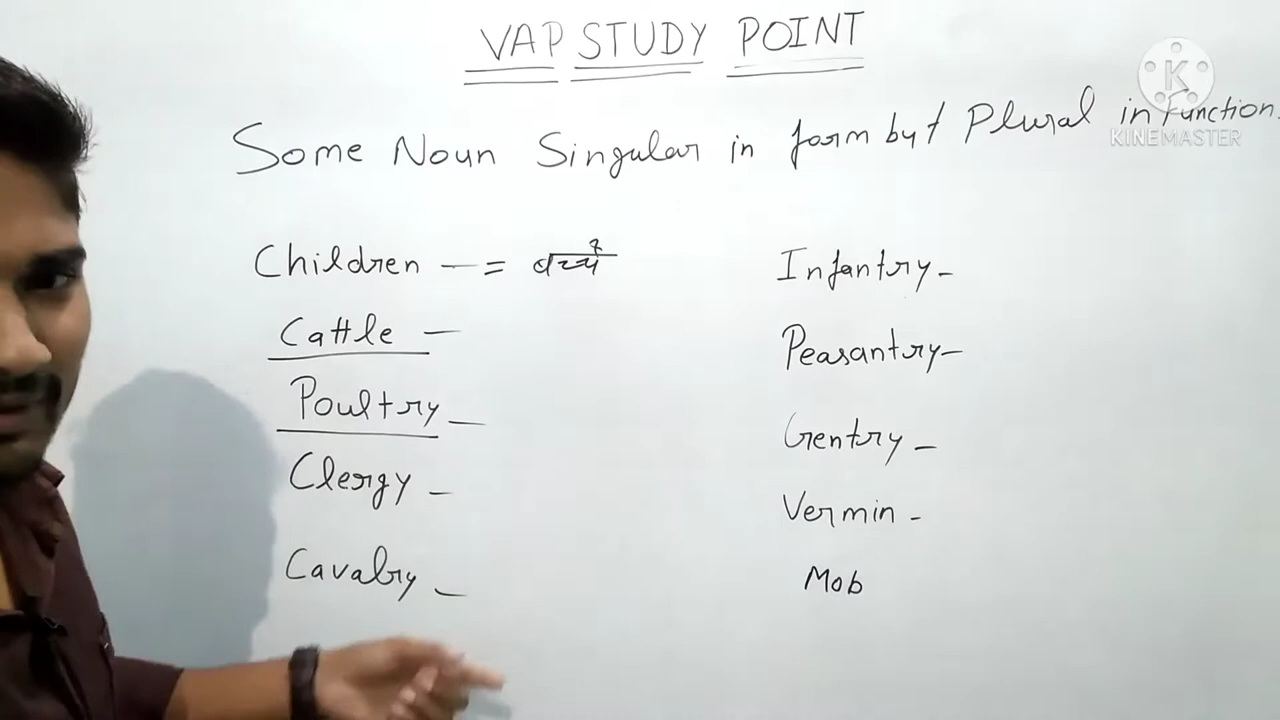 VAP STUDY POINT
K
KINEMASTER
Some Noun Singular in form but Plural in Function.
Children — = बच्चे
Cattle —
Poultry —
Clergy —
Cavalry —
Infantry -
Peasantry-
Gentry -
Vermin -
Mob